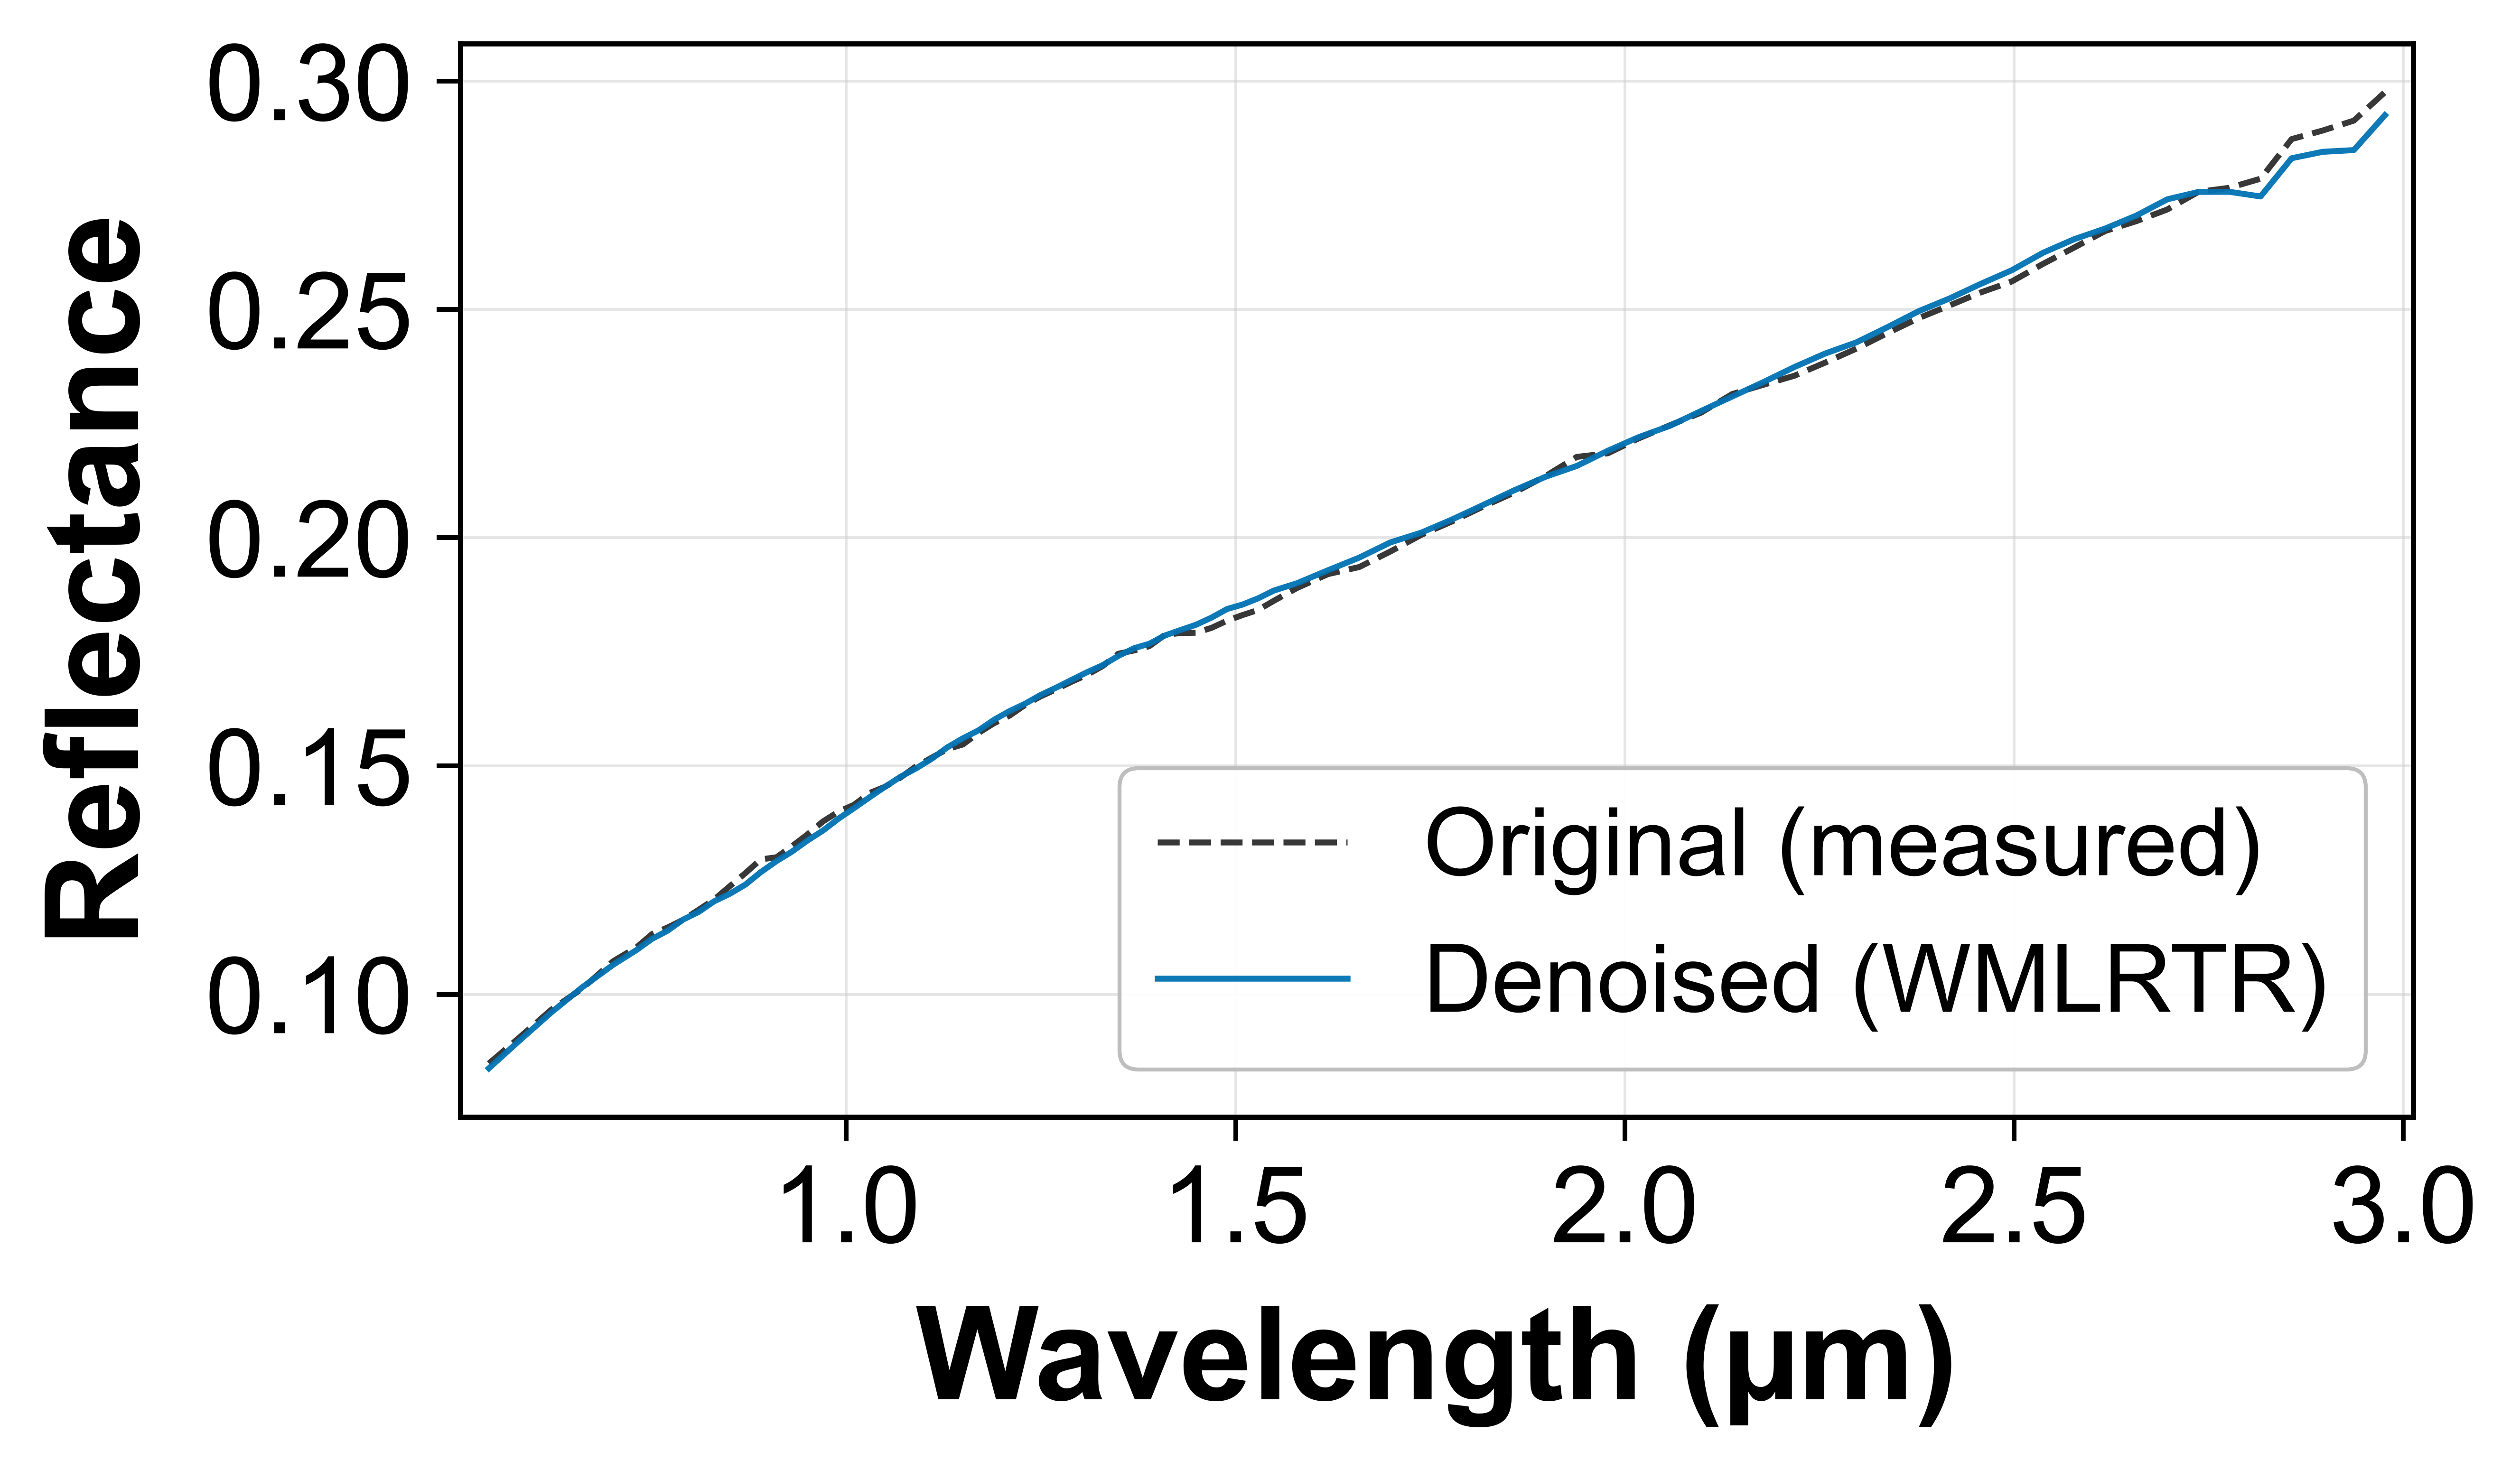 0.30
0.25
0.20
0.15
0.10
Reflectance
Original (measured)
Denoised (WMLRTR)
1.0 1.5 2.0 2.5 3.0
Wavelength (µm)